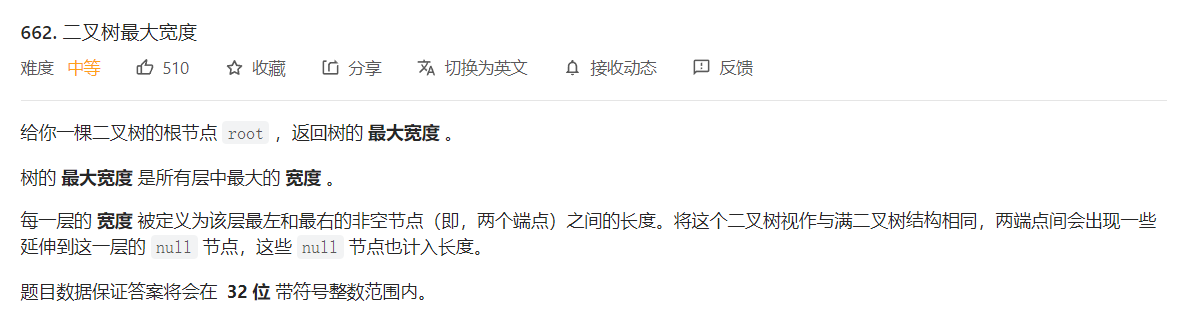 662. 二叉树最大宽度
难度 中等 510 收藏 分享 切换为英文 接收动态 反馈
给你一棵二叉树的根节点 root ，返回树的 最大宽度 。
树的 最大宽度 是所有层中最大的 宽度 。
每一层的 宽度 被定义为该层最左和最右的非空节点（即，两个端点）之间的长度。将这个二叉树视作与满二叉树结构相同，两端点间会出现一些
延伸到这一层的 null 节点，这些 null 节点也计入长度。
题目数据保证答案将会在 32 位 带符号整数范围内。